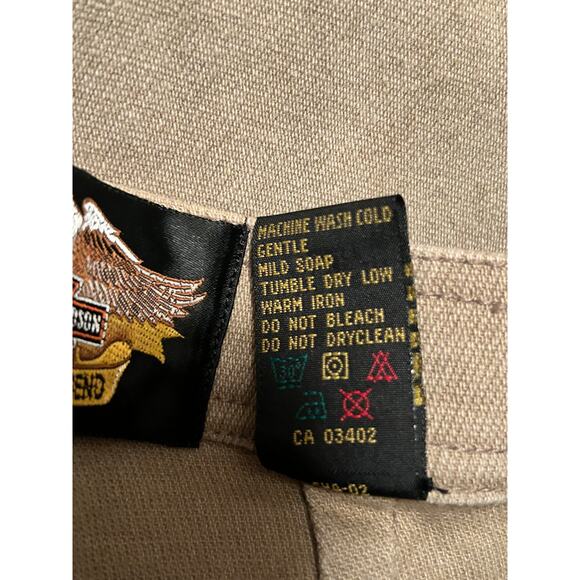 MACHINE WASH COLD
GENTLE
MILD SOAP
TUMBLE DRY LOW
WARM IRON
DO NOT BLEACH
DO NOT DRYCLEAN
30°
CA 03402